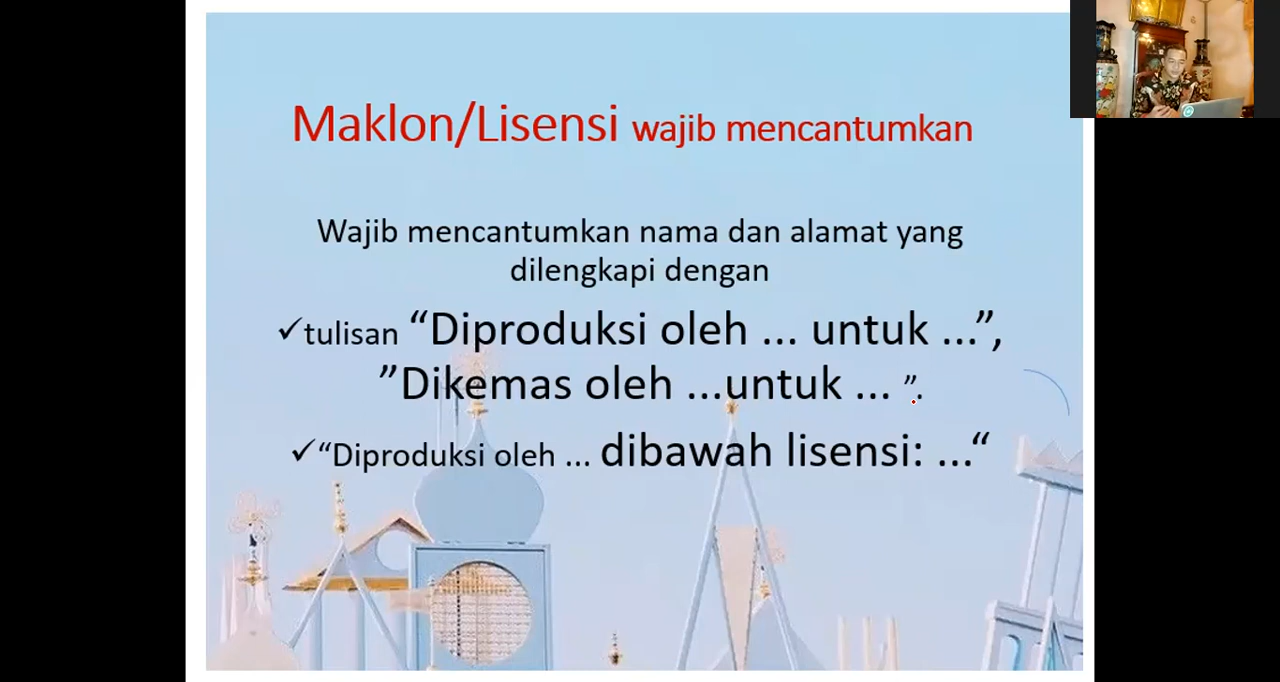 Maklon/Lisensi wajib mencantumkan
Wajib mencantumkan nama dan alamat yang
dilengkapi dengan
✓tulisan “Diproduksi oleh ... untuk ...”,
”Dikemas oleh ...untuk ... ”.
✓“Diproduksi oleh ... dibawah lisensi: ...“